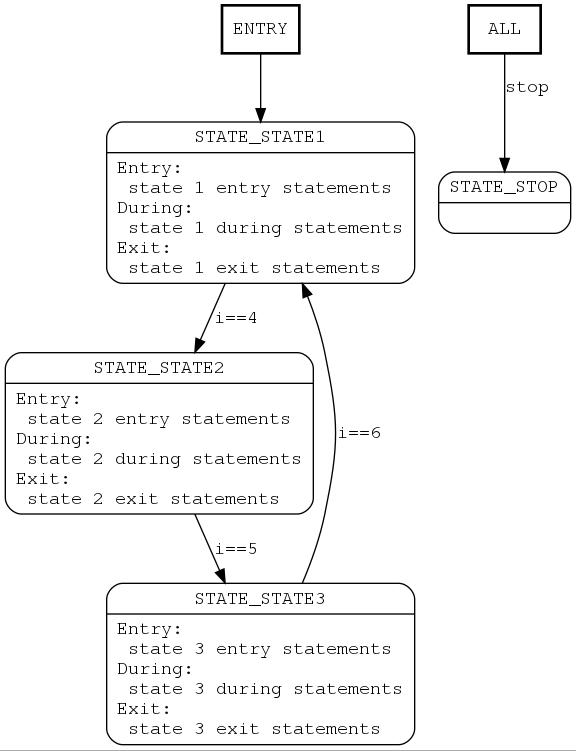 ENTRY
ALL
stop
STATE_STATE1
Entry:
state 1 entry statements
During:
state 1 during statements
Exit:
state 1 exit statements
STATE_STOP
i==4
STATE_STATE2
Entry:
state 2 entry statements
During:
state 2 during statements
Exit:
state 2 exit statements
i==6
i==5
STATE_STATE3
Entry:
state 3 entry statements
During:
state 3 during statements
Exit:
state 3 exit statements